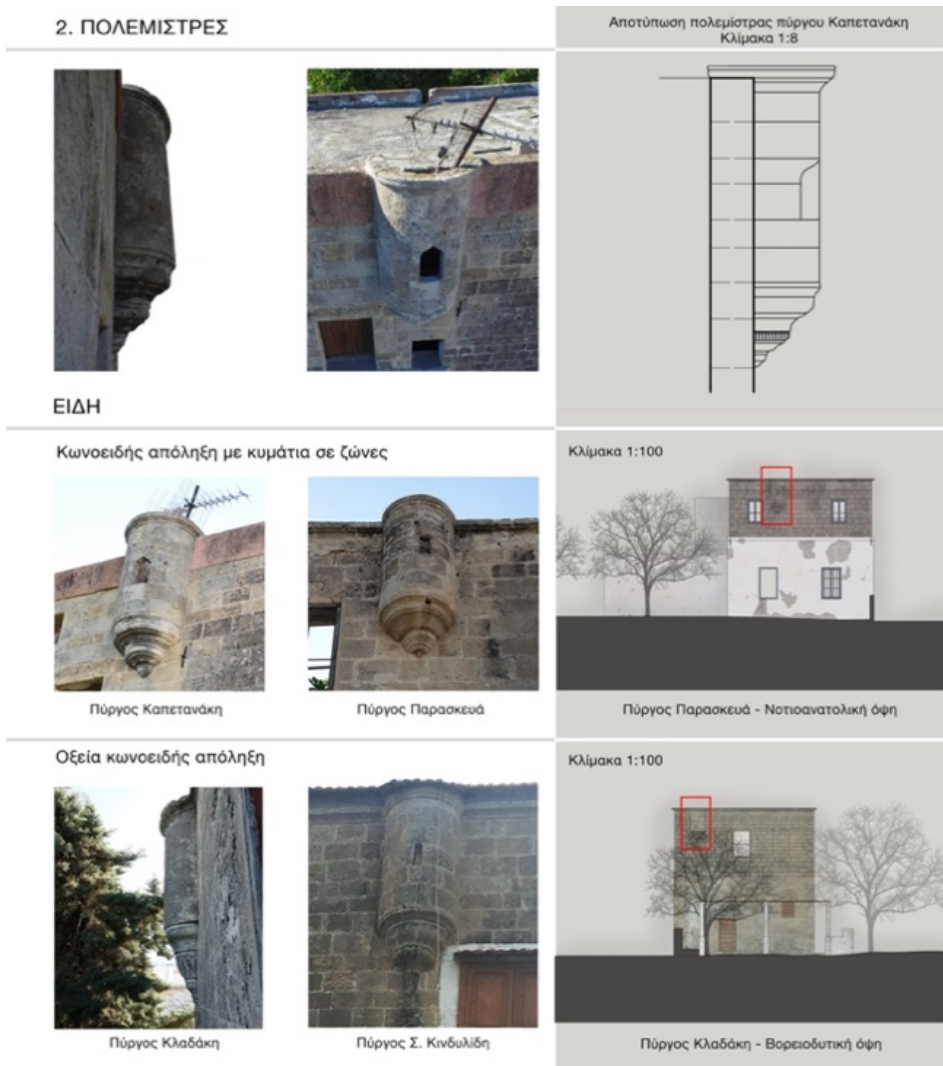 2. ΠΟΛΕΜΙΣΤΡΕΣ
Αποτύπωση πολεμίστρας πύργου Καπετανάκη
Κλίμακα 1:8
ΕΙΔΗ
Κωνοειδής απόληξη με κυμάτια σε ζώνες
Κλίμακα 1:100
Πύργος Καπετανάκη
Πύργος Παρασκευά
Πύργος Παρασκευά - Νοτιοανατολική όψη
Οξεία κωνοειδής απόληξη
Κλίμακα 1:100
Πύργος Κλαδάκη
Πύργος Σ. Κινδυλίδη
Πύργος Κλαδάκη - Βορειοδυτική όψη